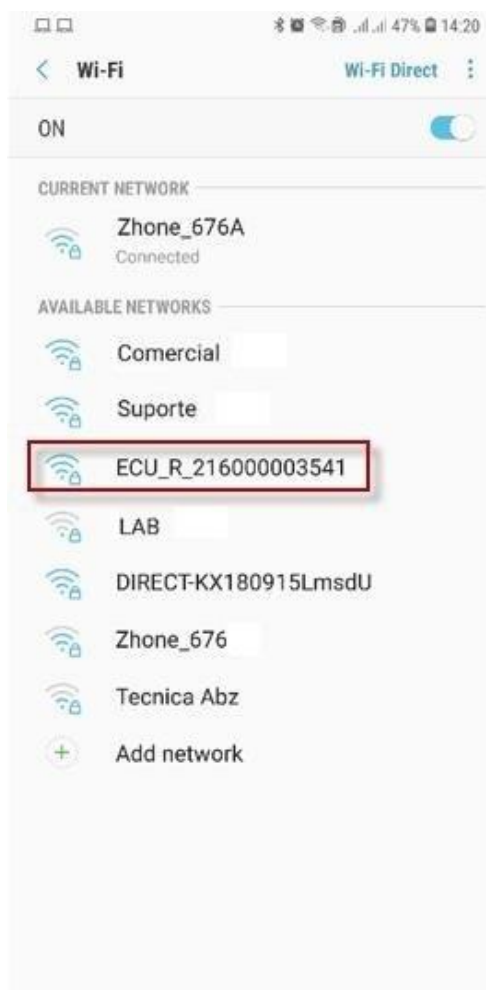 47% 14:20
< Wi-Fi Wi-Fi Direct
ON
CURRENT NETWORK
Zhone_676A
Connected
AVAILABLE NETWORKS
Comercial
Suporte
ECU_R_216000003541
LAB
DIRECT-KX180915LmsdU
Zhone_676
Tecnica Abz
Add network